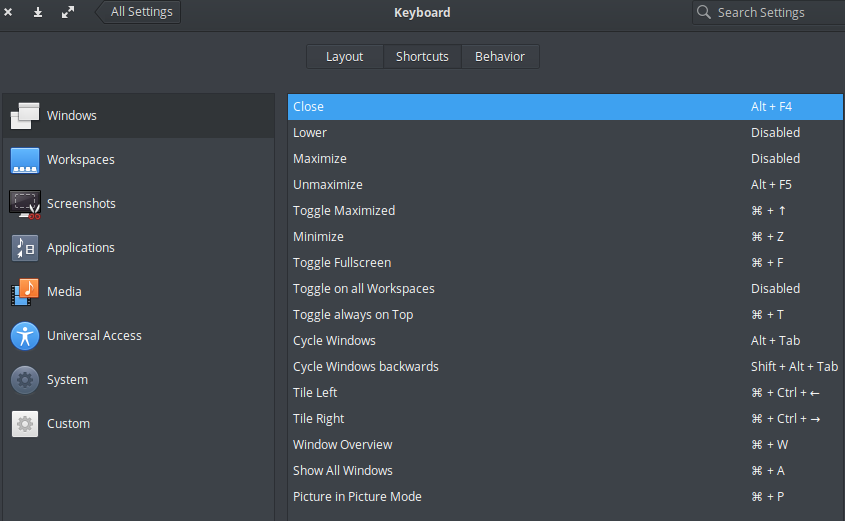 All Settings
Keyboard
Search Settings
Layout
Shortcuts
Behavior
Windows
Workspaces
Screenshots
Applications
Media
Universal Access
System
Custom
Close Alt + F4
Lower Disabled
Maximize Disabled
Unmaximize Alt + F5
Toggle Maximized ⌘ + ↑
Minimize ⌘ + Z
Toggle Fullscreen ⌘ + F
Toggle on all Workspaces Disabled
Toggle always on Top ⌘ + T
Cycle Windows Alt + Tab
Cycle Windows backwards Shift + Alt + Tab
Tile Left ⌘ + Ctrl + ←
Tile Right ⌘ + Ctrl + →
Window Overview ⌘ + W
Show All Windows ⌘ + A
Picture in Picture Mode ⌘ + P